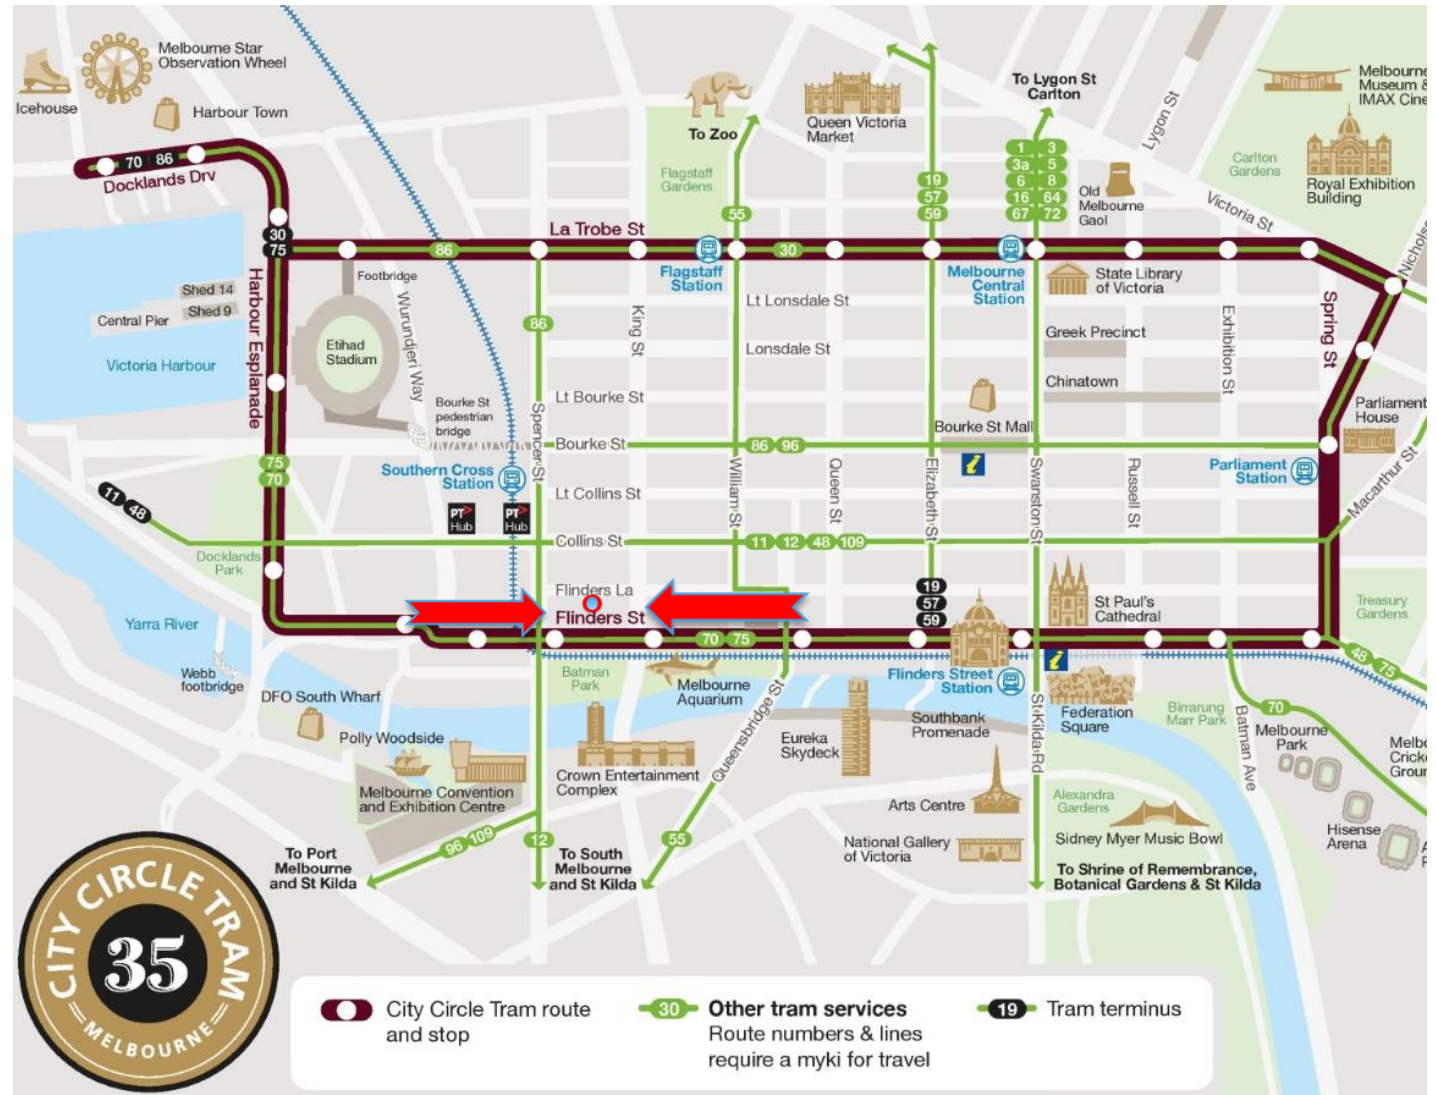 Melbourne Star
Observation Wheel
Icehouse
Harbour Town
70 86
Docklands Drv
30
75
Harbour Esplanade
Shed 14
Shed 9
Central Pier
Victoria Harbour
Footbridge
Etihad
Stadium
Wurundjeri Way
Bourke St
pedestrian
bridge
Southern Cross
Station
PT>
Hub
PT>
Hub
75
70
11
48
Docklands
Park
Yarra River
Webb
footbridge
DFO South Wharf
Polly Woodside
Melbourne Convention
and Exhibition Centre
96
109
To Port
Melbourne
and St Kilda
12
To South
Melbourne
and St Kilda
55
La Trobe St
86
86
Spencer St
King St
To Zoo
Flagstaff
Gardens
55
Flagstaff
Station
30
Queen Victoria
Market
19
57
59
To Lygon St
Carlton
1
3
3a
5
6
8
16
64
67
72
Old
Melbourne
Gaol
Lygon St
Victoria St
Carlton
Gardens
Melbourne
Museum &
IMAX Cine
Royal Exhibition
Building
Nichols
Melbourne
Central
Station
State Library
of Victoria
Lt Lonsdale St
Lonsdale St
Greek Precinct
Chinatown
Exhibition St
Spring St
Lt Bourke St
Bourke St
86 96
Bourke St Mall
i
Parliament
House
Parliament
Station
Macarthur St
William St
Queen St
Elizabeth St
Swanston St
Russell St
Lt Collins St
Collins St
11 12 48 109
Flinders La
Flinders St
70 75
19
57
59
St Paul's
Cathedral
Treasury
Gardens
48
75
Flinders Street
Station
i
Batman
Park
Melbourne
Aquarium
Crown Entertainment
Complex
Queensbridge St
Eureka
Skydeck
Southbank
Promenade
St Kilda Rd
Federation
Square
Birrarung
Marr Park
Batman Ave
70
Melbourne
Park
Melb
Crick
Groun
Hisense
Arena
Arts Centre
Alexandra
Gardens
Sidney Myer Music Bowl
National Gallery
of Victoria
To Shrine of Remembrance,
Botanical Gardens & St Kilda
CITY CIRCLE TRAM
35
MELBOURNE
City Circle Tram route
and stop
30
Other tram services
Route numbers & lines
require a myki for travel
19
Tram terminus